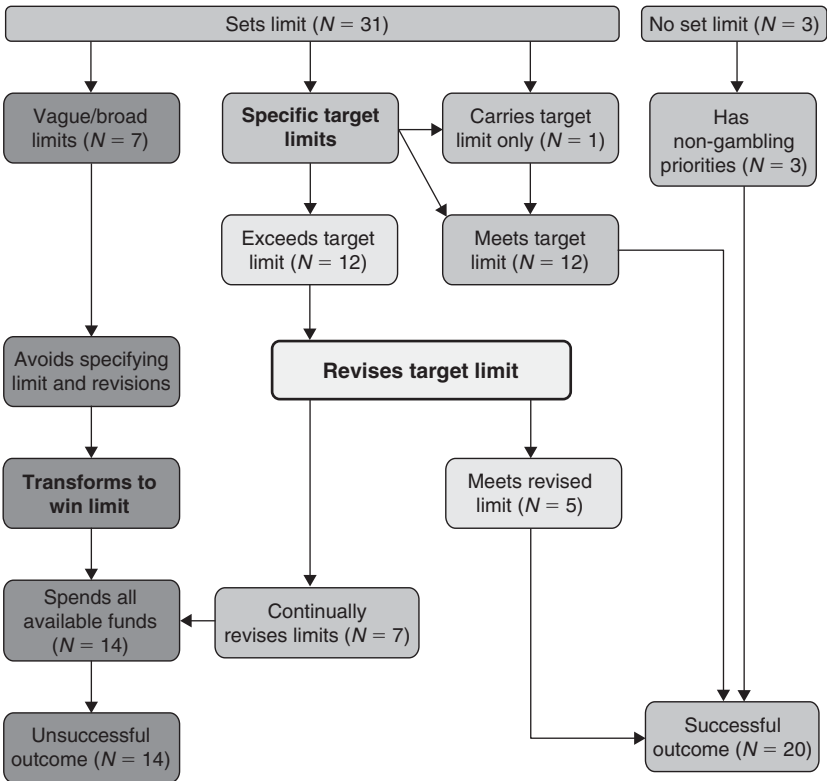 Sets limit (N = 31)
No set limit (N = 3)
Vague/broad
limits (N = 7)
Specific target
limits
Carries target
limit only (N = 1)
Has
non-gambling
priorities (N = 3)
Exceeds target
limit (N = 12)
Meets target
limit (N = 12)
Avoids specifying
limit and revisions
Revises target limit
Transforms to
win limit
Meets revised
limit (N = 5)
Spends all
available funds
(N = 14)
Continually
revises limits (N = 7)
Unsuccessful
outcome (N = 14)
Successful
outcome (N = 20)